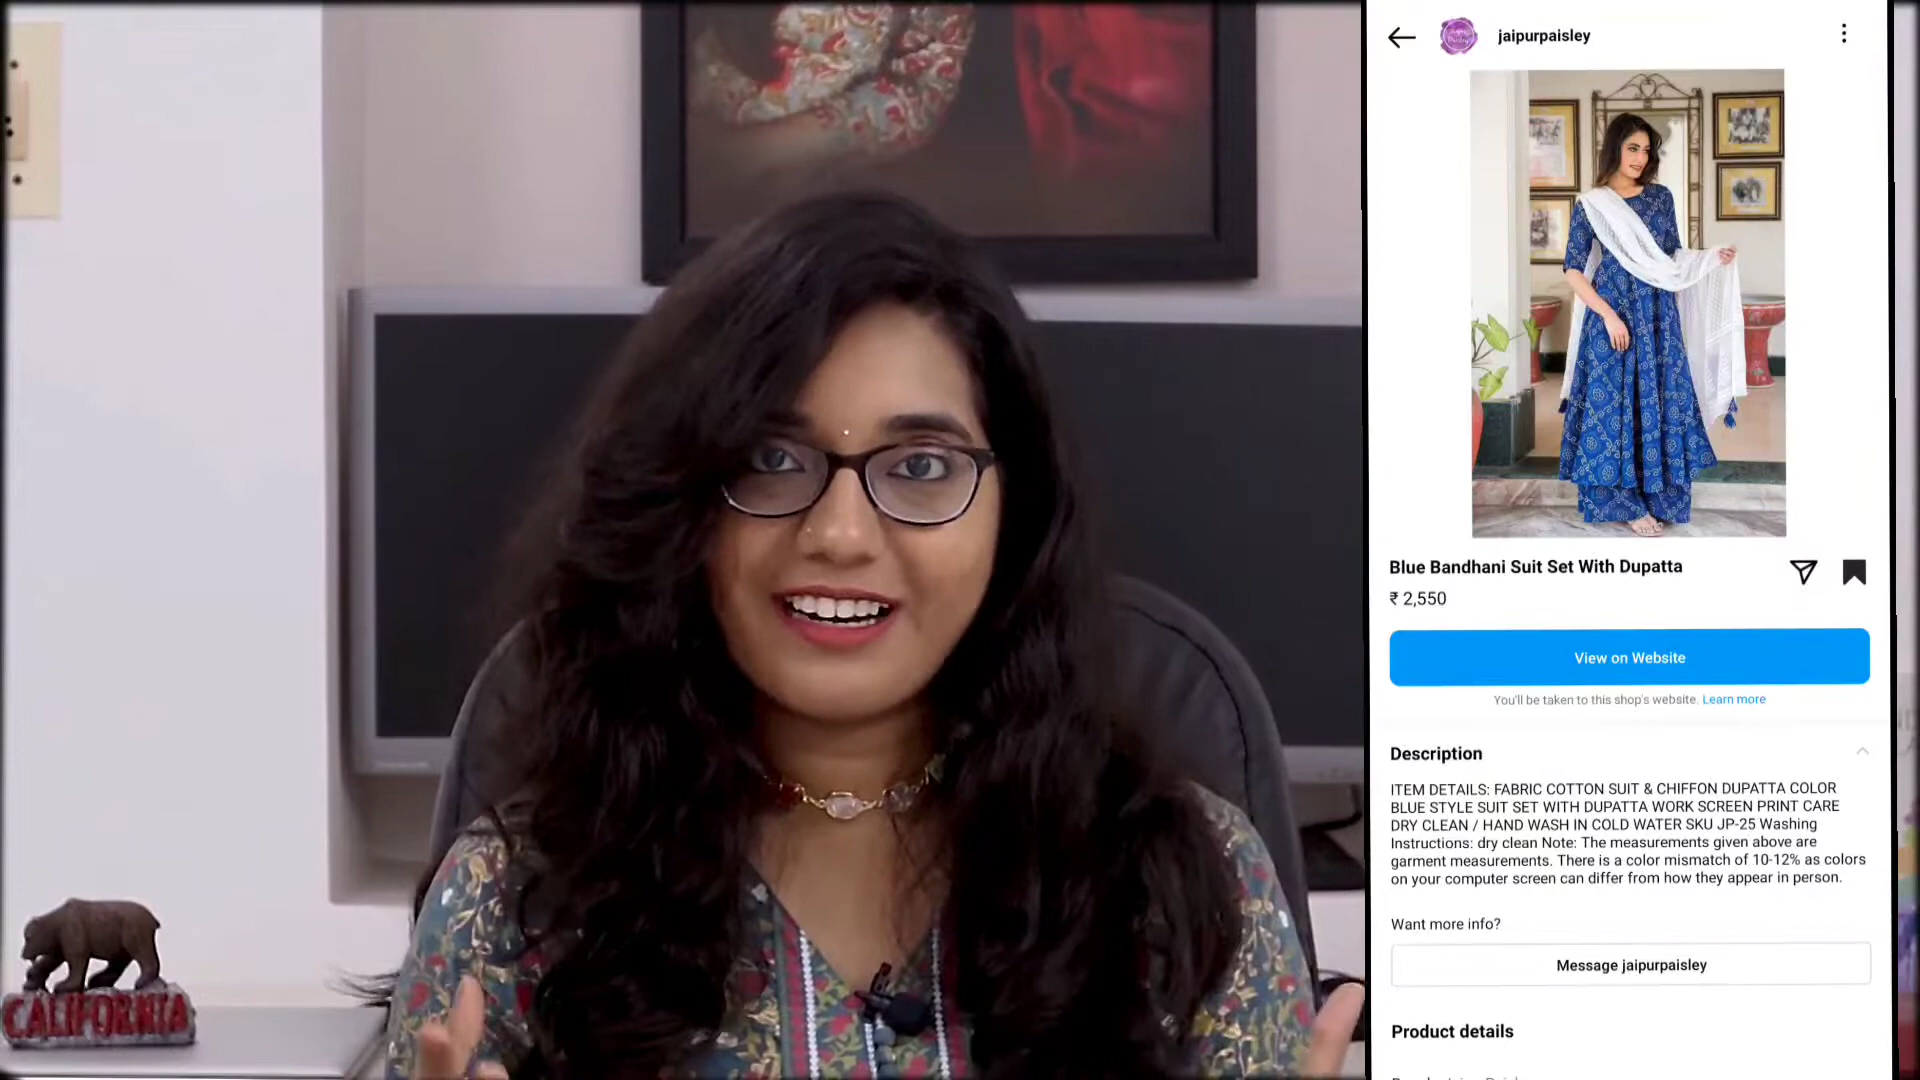 CALIFORNIA
jaipurpaisley
Blue Bandhani Suit Set With Dupatta
₹ 2,550
View on Website
You'll be taken to this shop's website. Learn more
Description
ITEM DETAILS: FABRIC COTTON SUIT & CHIFFON DUPATTA COLOR
BLUE STYLE SUIT SET WITH DUPATTA WORK SCREEN PRINT CARE
DRY CLEAN / HAND WASH IN COLD WATER SKU JP-25 Washing
Instructions: dry clean Note: The measurements given above are
garment measurements. There is a color mismatch of 10-12% as colors
on your computer screen can differ from how they appear in person.
Want more info?
Message jaipurpaisley
Product details